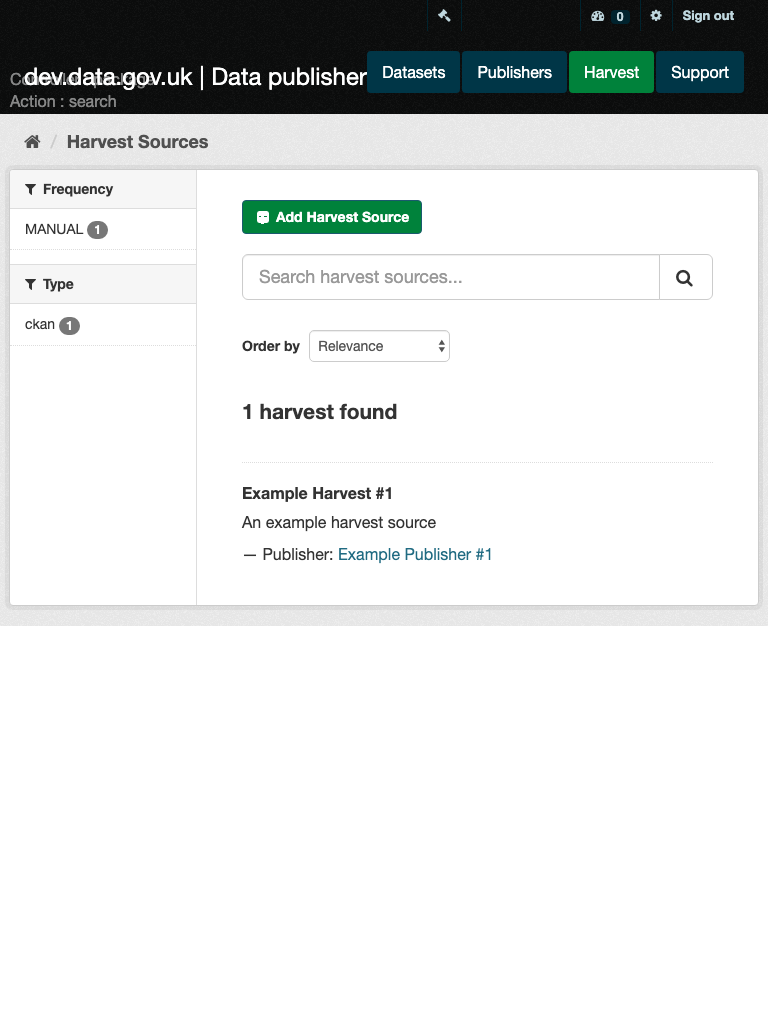 0 Sign out
Controller : package
dev.data.gov.uk | Data publisher
Datasets Publishers Harvest Support
Action : search
/ Harvest Sources
Frequency
MANUAL 1
Type
ckan 1
Add Harvest Source
Search harvest sources...
Order by Relevance
1 harvest found
Example Harvest #1
An example harvest source
— Publisher: Example Publisher #1